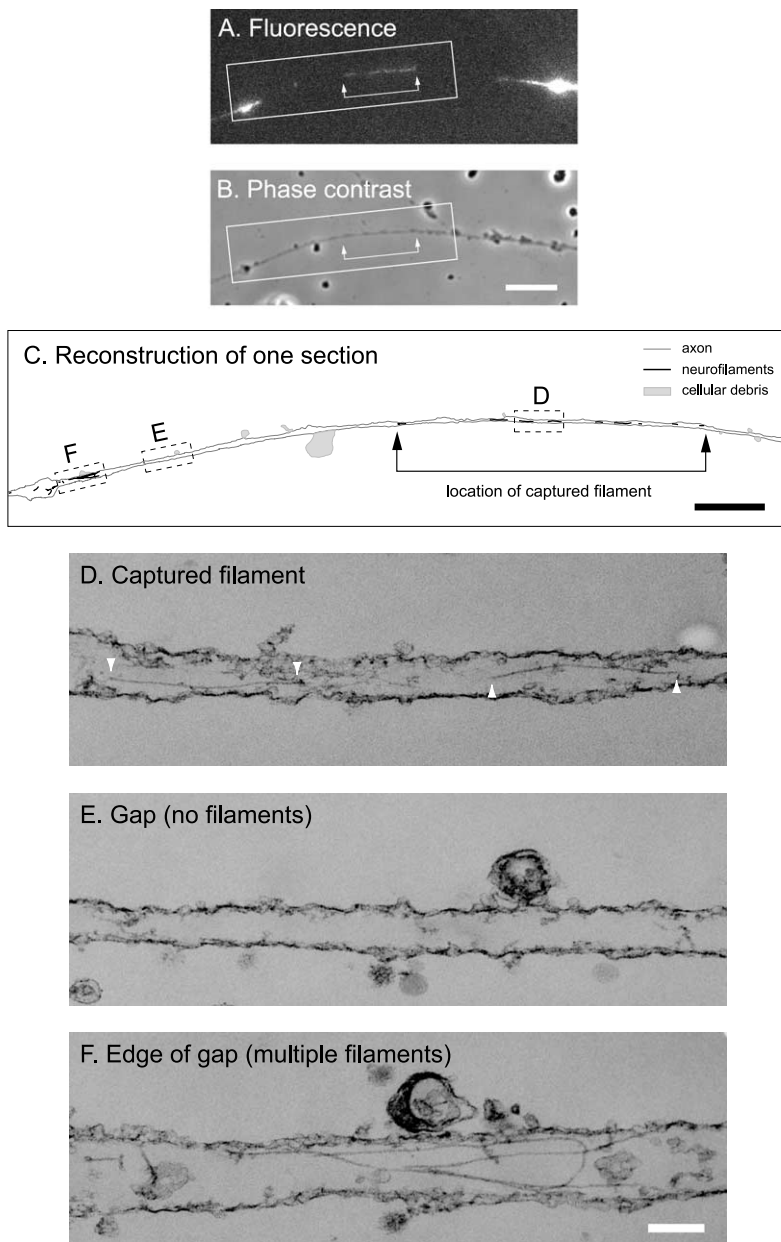 A. Fluorescence
B. Phase contrast
C. Reconstruction of one section
axon
neurofilaments
cellular debris
D
E
F
location of captured filament
D. Captured filament
E. Gap (no filaments)
F. Edge of gap (multiple filaments)